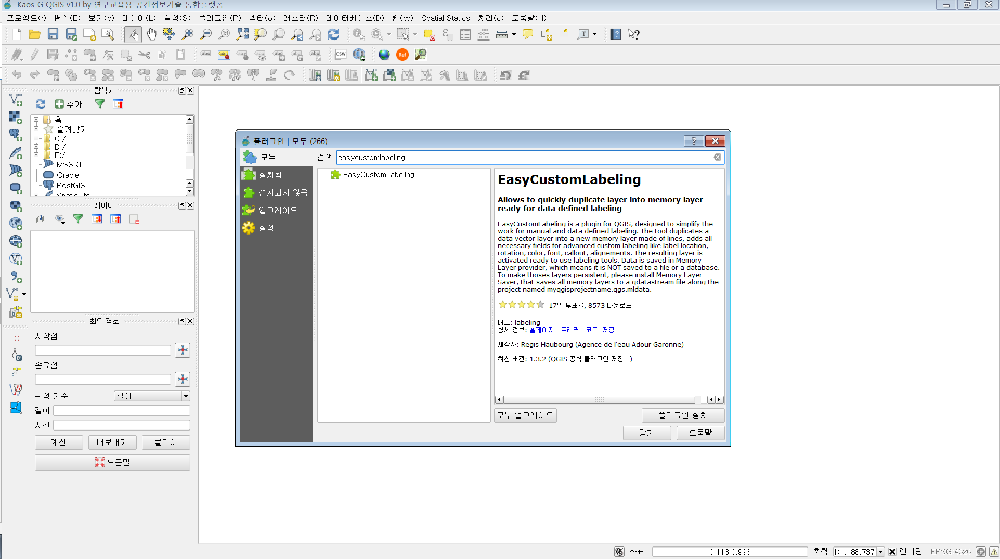 Kaos-G QGIS v1.0 by 연구교육용 공간정보기술 통합플랫폼
프로젝트(r) 편집(E) 보기(V) 레이어(L) 설정(S) 플러그인(P) 벡터(o) 래스터(R) 데이터베이스(D) 웹(W) Spatial Statics 처리(c) 도움말(H)
1:1
T
?
?
abc
ab
ab
abc
abc
abc
abc
CSW
Ref
탐색기
추가
홈
즐겨찾기
C:/
D:/
E:/
MSSQL
Oracle
PostGIS
SpatiaLite
레이어
최단 경로
시작점
종료점
판정 기준 길이
길이
시간
계산 내보내기 클리어
도움말
플러그인 | 모두 (266)
?
모두
설치됨
설치되지 않음
업그레이드
설정
검색 easycustomlabeling
EasyCustomLabeling
EasyCustomLabeling
Allows to quickly duplicate layer into memory layer
ready for data defined labeling
EasyCustomLabeling is a plugin for QGIS, designed to simplify the
work for manual and data defined labeling. The tool duplicates a
data vector layer into a new memory layer made of lines, adds all
necessary fields for advanced custom labeling like label location,
rotation, color, font, callout, alignements. The resulting layer is
activated ready to use labeling tools. Data is saved in Memory
Layer provider, which means it is NOT saved to a file or a database.
To make thoses layers persistent, please install Memory Layer
Saver, that saves all memory layers to a qdatastream file along the
project named myqgisprojectname.qgs.mldata.
17의 투표율, 8573 다운로드
태그: labeling
상세 정보: 홈페이지 트래커 코드 저장소
제작자: Regis Haubourg (Agence de l'eau Adour Garonne)
최신 버전: 1.3.2 (QGIS 공식 플러그인 저장소)
모두 업그레이드 플러그인 설치
닫기 도움말
좌표: 0,116,0,993 축척 1:1,188,737 렌더링 EPSG:4326